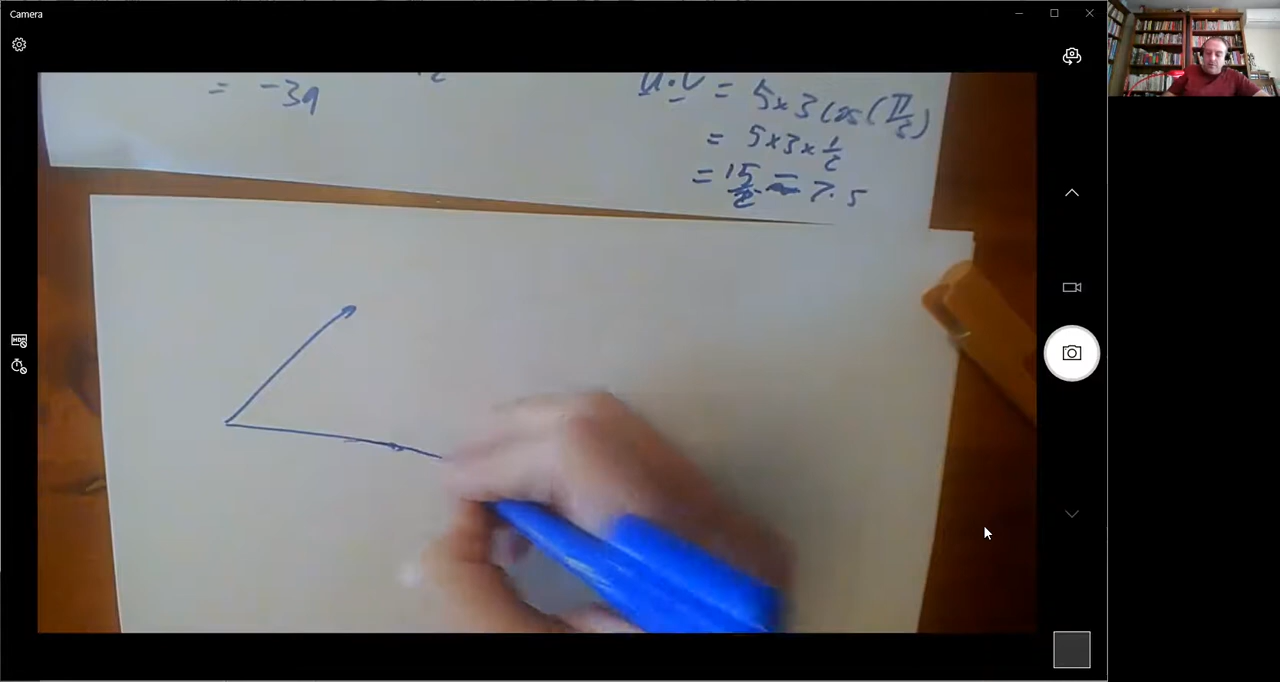 Camera
= -39
u·v = 5×3 cos(π/3)
= 5×3×1/2
= 15/2 = 7.5